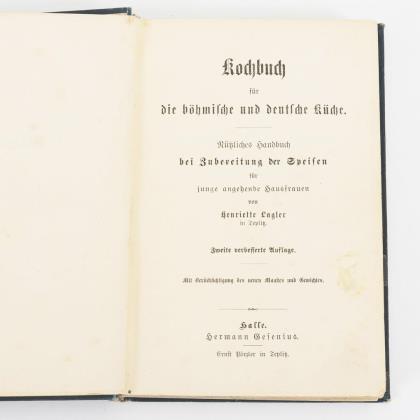 Kochbuch
für
die böhmische und deutsche Küche.
Nützliches Handbuch
bei Zubereitung der Speisen
für
junge angehende Hausfrauen
von
Henriette Lagler
in Teplitz.
Zweite verbesserte Auflage.
Mit Berücksichtigung des neuen Maaßes und Gewichtes.
Halle.
Hermann Gesenius.
Ernst in Teplitz.